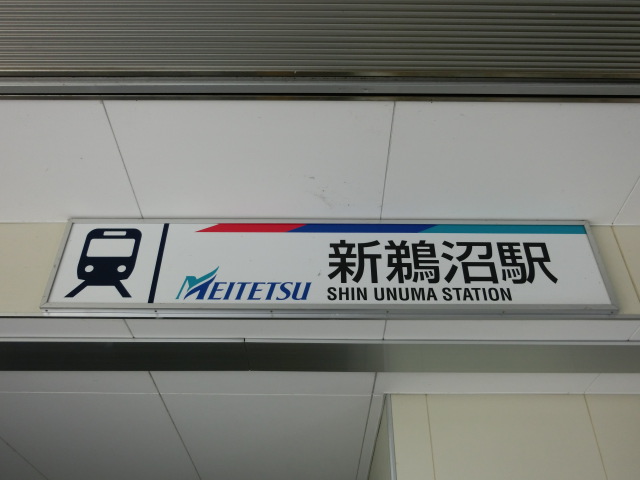 MEITETSU
新鵜沼駅
SHIN UNUMA STATION